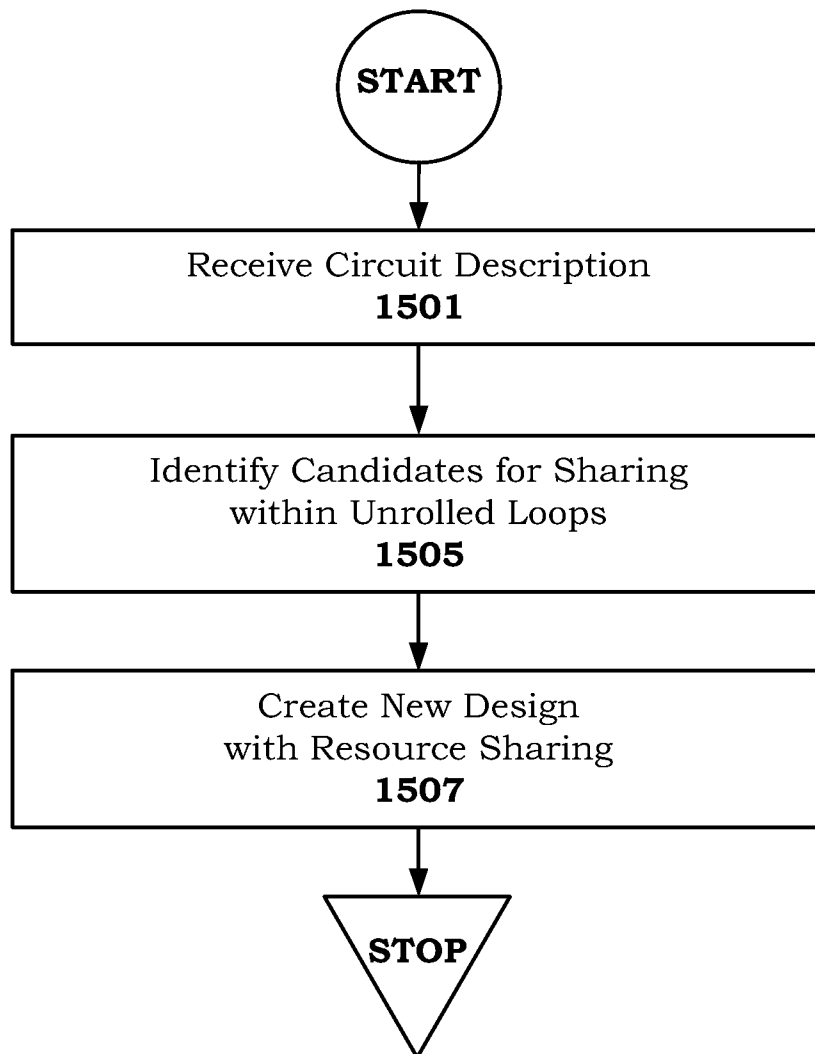 START
Receive Circuit Description
1501
Identify Candidates for Sharing
within Unrolled Loops
1505
Create New Design
with Resource Sharing
1507
STOP